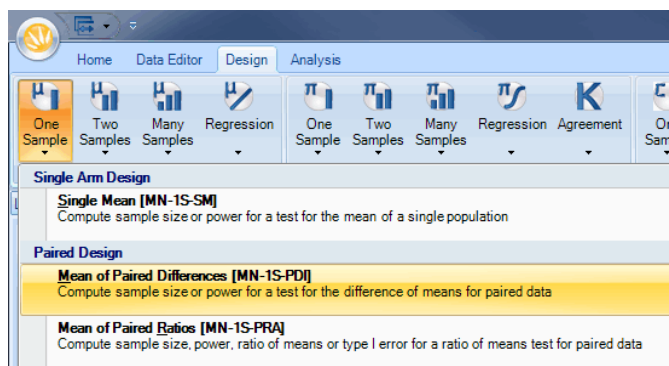 Home Data Editor Design Analysis
μ μ μ μ π π π π K
One Sample Two Samples Many Samples Regression One Sample Two Samples Many Samples Regression Agreement
Single Arm Design
Single Mean [MN-1S-SM]
Compute sample size or power for a test for the mean of a single population
Paired Design
Mean of Paired Differences [MN-1S-PDI]
Compute sample size or power for a test for the difference of means for paired data
Mean of Paired Ratios [MN-1S-PRA]
Compute sample size, power, ratio of means or type I error for a ratio of means test for paired data